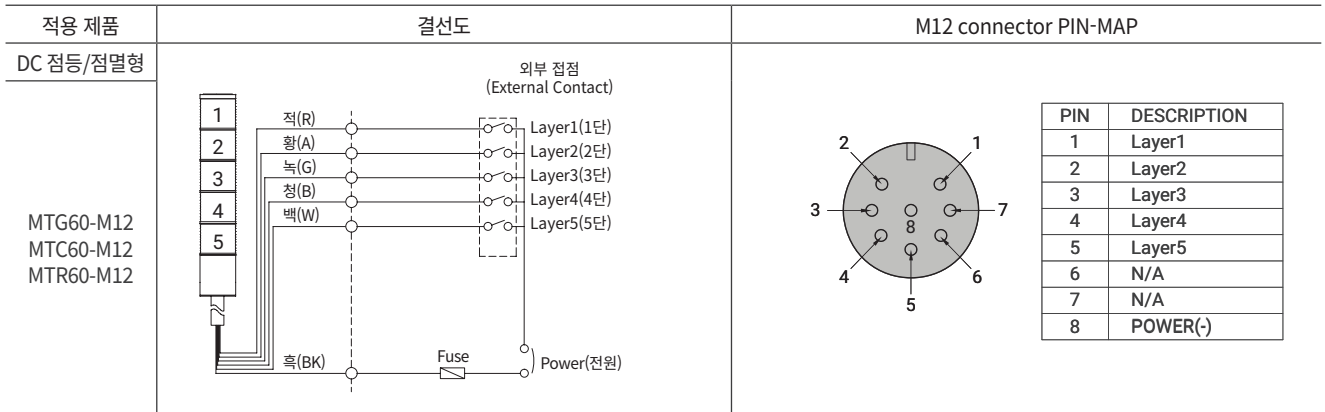 적용 제품
결선도
M12 connector PIN-MAP
DC 점등/점멸형
MTG60-M12
MTC60-M12
MTR60-M12
외부 접점
(External Contact)
1
2
3
4
5
적(R)
황(A)
녹(G)
청(B)
백(W)
흑(BK)
Layer1(1단)
Layer2(2단)
Layer3(3단)
Layer4(4단)
Layer5(5단)
Fuse
Power(전원)
2
1
3
8
7
4
6
5
PIN DESCRIPTION
1 Layer1
2 Layer2
3 Layer3
4 Layer4
5 Layer5
6 N/A
7 N/A
8 POWER(-)